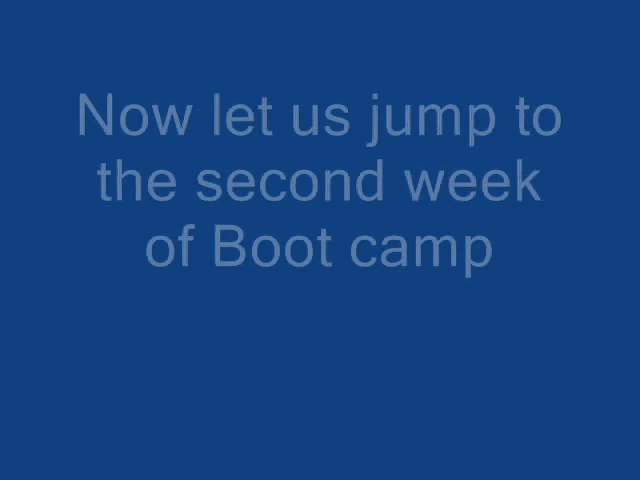 Now let us jump to
the second week
of Boot camp